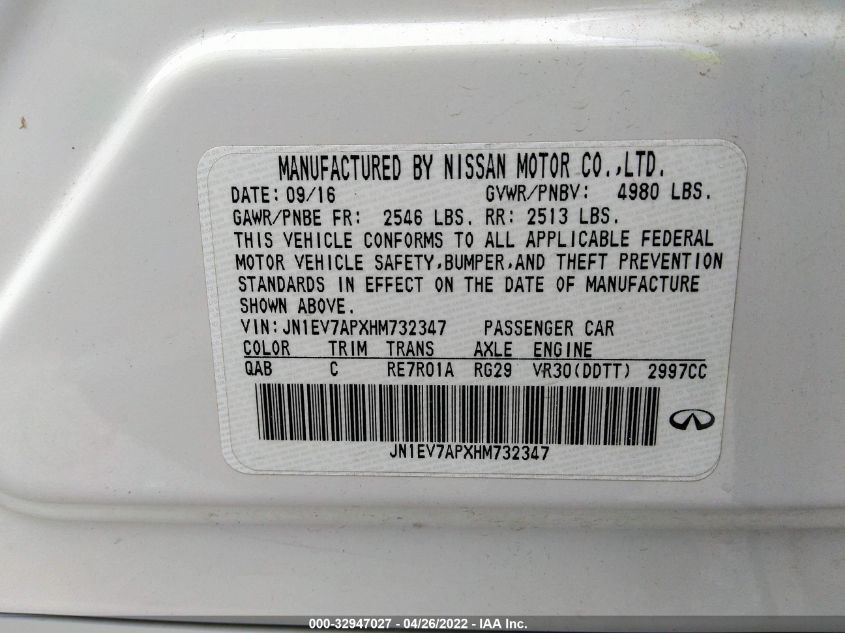 MANUFACTURED BY NISSAN MOTOR CO.,LTD.
DATE: 09/16 GVWR/PNBV: 4980 LBS.
GAWR/PNBE FR: 2546 LBS. RR: 2513 LBS.
THIS VEHICLE CONFORMS TO ALL APPLICABLE FEDERAL
MOTOR VEHICLE SAFETY,BUMPER,AND THEFT PREVENTION
STANDARDS IN EFFECT ON THE DATE OF MANUFACTURE
SHOWN ABOVE.
VIN:JN1EV7APXHM732347 PASSENGER CAR
COLOR TRIM TRANS AXLE ENGINE
QAB C RE7R01A RG29 VR30(DDTT) 2997CC
JN1EV7APXHM732347
000-32947027 - 04/26/2022 - IAA Inc.